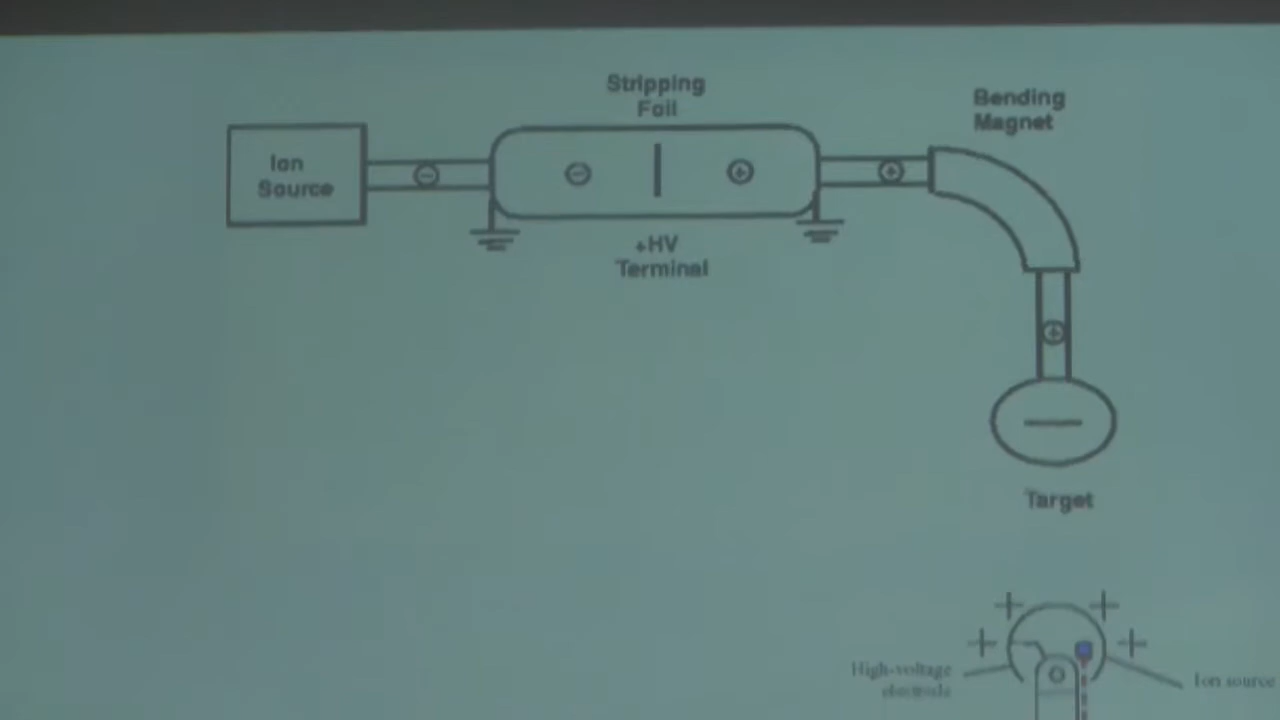 Stripping
Foil
Bending
Magnet
Ion
Source
+HV
Terminal
Target
High-voltage
electrode
Ion source